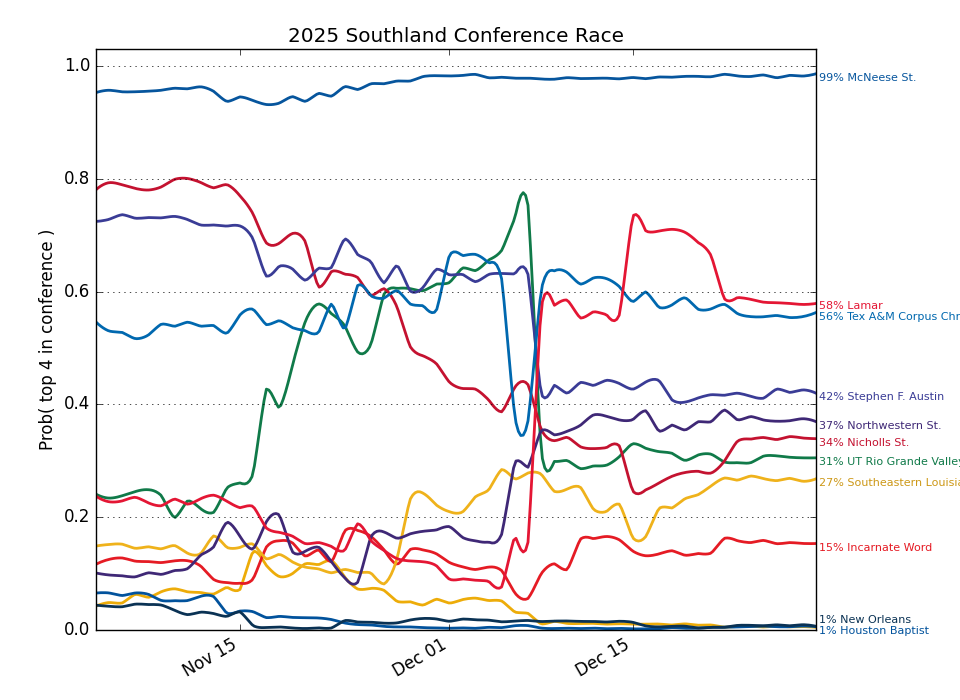 2025 Southland Conference Race
Prob( top 4 in conference )
1.0
0.8
0.6
0.4
0.2
0.0
Nov 15
Dec 01
Dec 15
99% McNeese St.
58% Lamar
56% Tex A&M Corpus Chr
42% Stephen F. Austin
37% Northwestern St.
34% Nicholls St.
31% UT Rio Grande Valley
27% Southeastern Louisia
15% Incarnate Word
1% New Orleans
1% Houston Baptist